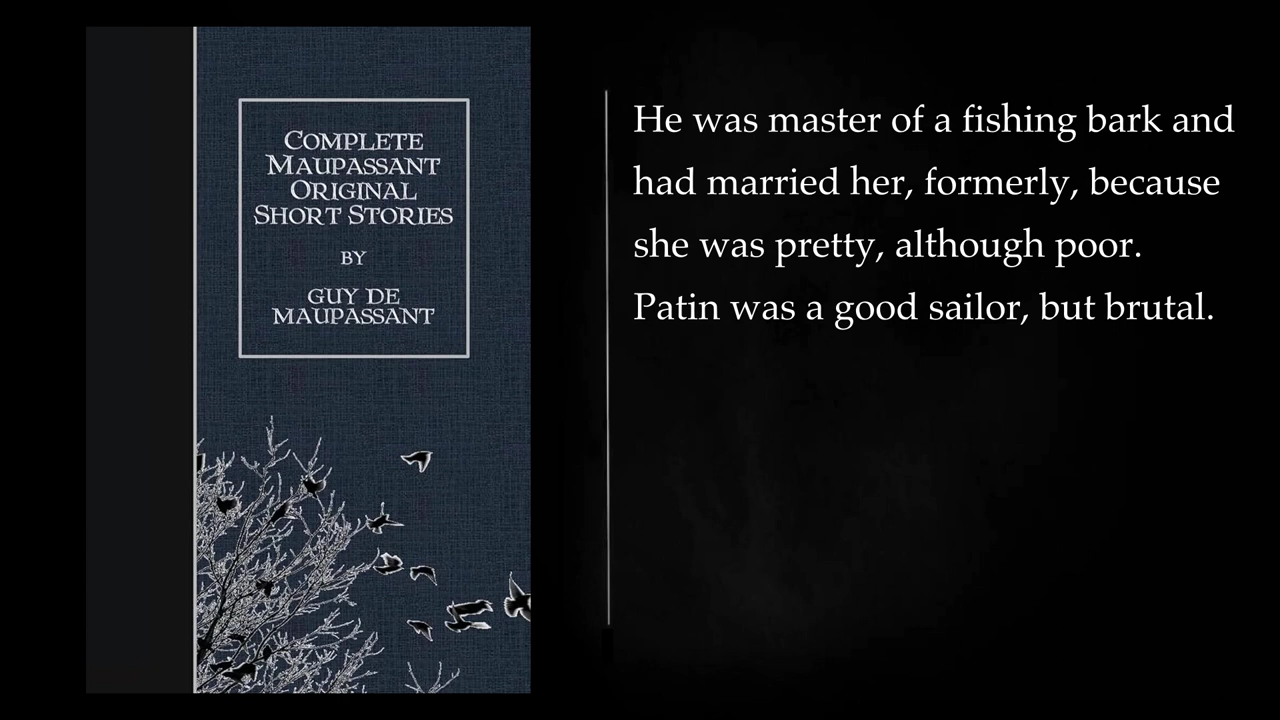 COMPLETE
MAUPASSANT
ORIGINAL
SHORT STORIES
BY
GUY DE
MAUPASSANT
He was master of a fishing bark and
had married her, formerly, because
she was pretty, although poor.
Patin was a good sailor, but brutal.